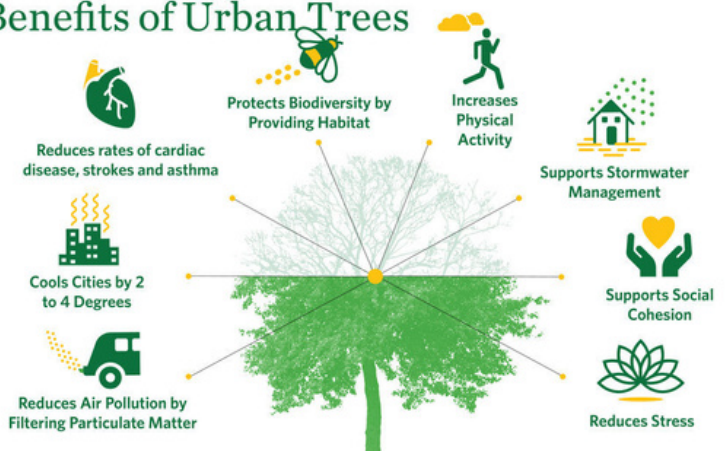 Benefits of Urban Trees
Protects Biodiversity by
Providing Habitat
Increases
Physical
Activity
Reduces rates of cardiac
disease, strokes and asthma
Supports Stormwater
Management
Cools Cities by 2
to 4 Degrees
Supports Social
Cohesion
Reduces Air Pollution by
Filtering Particulate Matter
Reduces Stress